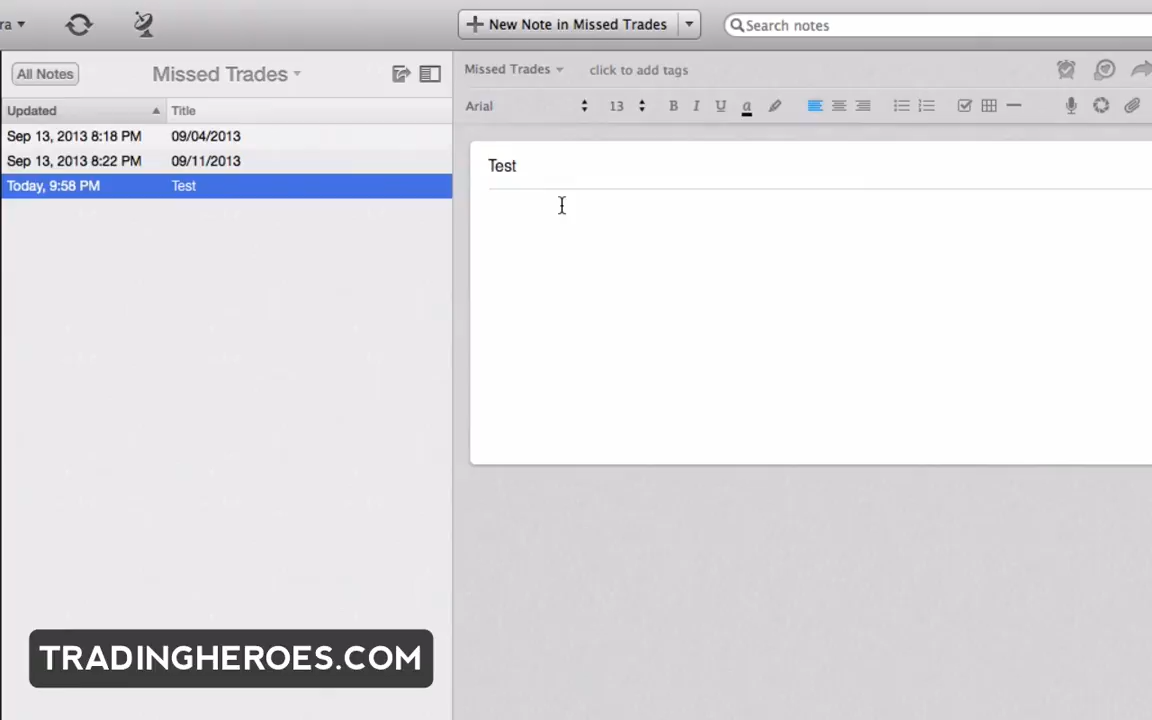 ra
New Note in Missed Trades
Search notes
All Notes
Missed Trades
Missed Trades
click to add tags
Updated
Title
Arial
13
B I U a
Sep 13, 2013 8:18 PM
09/04/2013
Sep 13, 2013 8:22 PM
09/11/2013
Today, 9:58 PM
Test
Test
TRADINGHEROES.COM